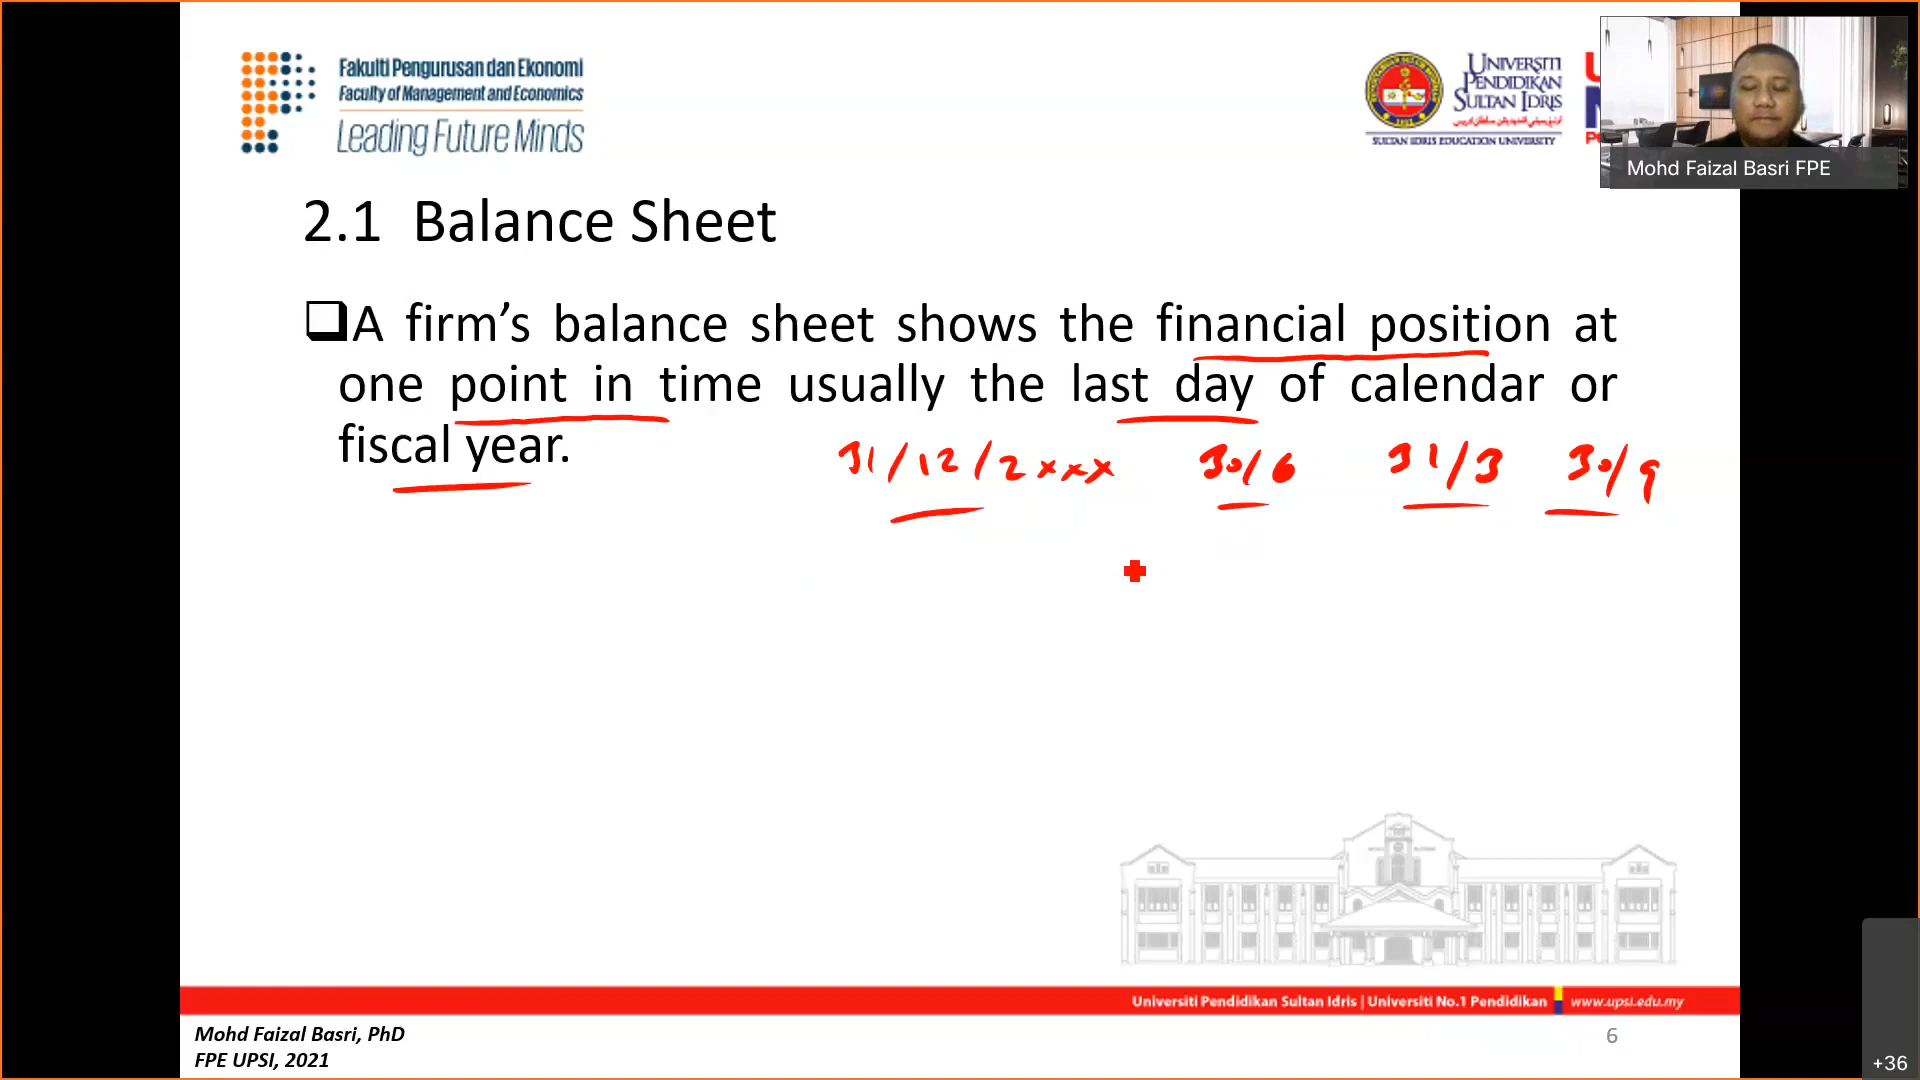 Fakulti Pengurusan dan Ekonomi
Faculty of Management and Economics
Leading Future Minds
UNIVERSITI
PENDIDIKAN
SULTAN IDRIS
اونيۏرسيتي ڤنديديقن سلطان إدريس
SULTAN IDRIS EDUCATION UNIVERSITY
Mohd Faizal Basri FPE
2.1 Balance Sheet
❑A firm’s balance sheet shows the financial position at
one point in time usually the last day of calendar or
fiscal year.
31/12/2xxx 30/6 31/3 30/9
Universiti Pendidikan Sultan Idris | Universiti No.1 Pendidikan www.upsi.edu.my
Mohd Faizal Basri, PhD
FPE UPSI, 2021
6
+36